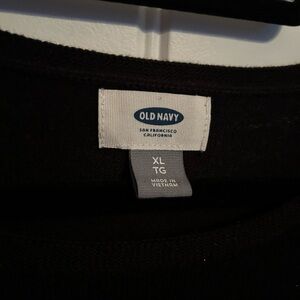 OLD NAVY
SAN FRANCISCO
CALIFORNIA
XL
TG
MADE IN
VIETNAM